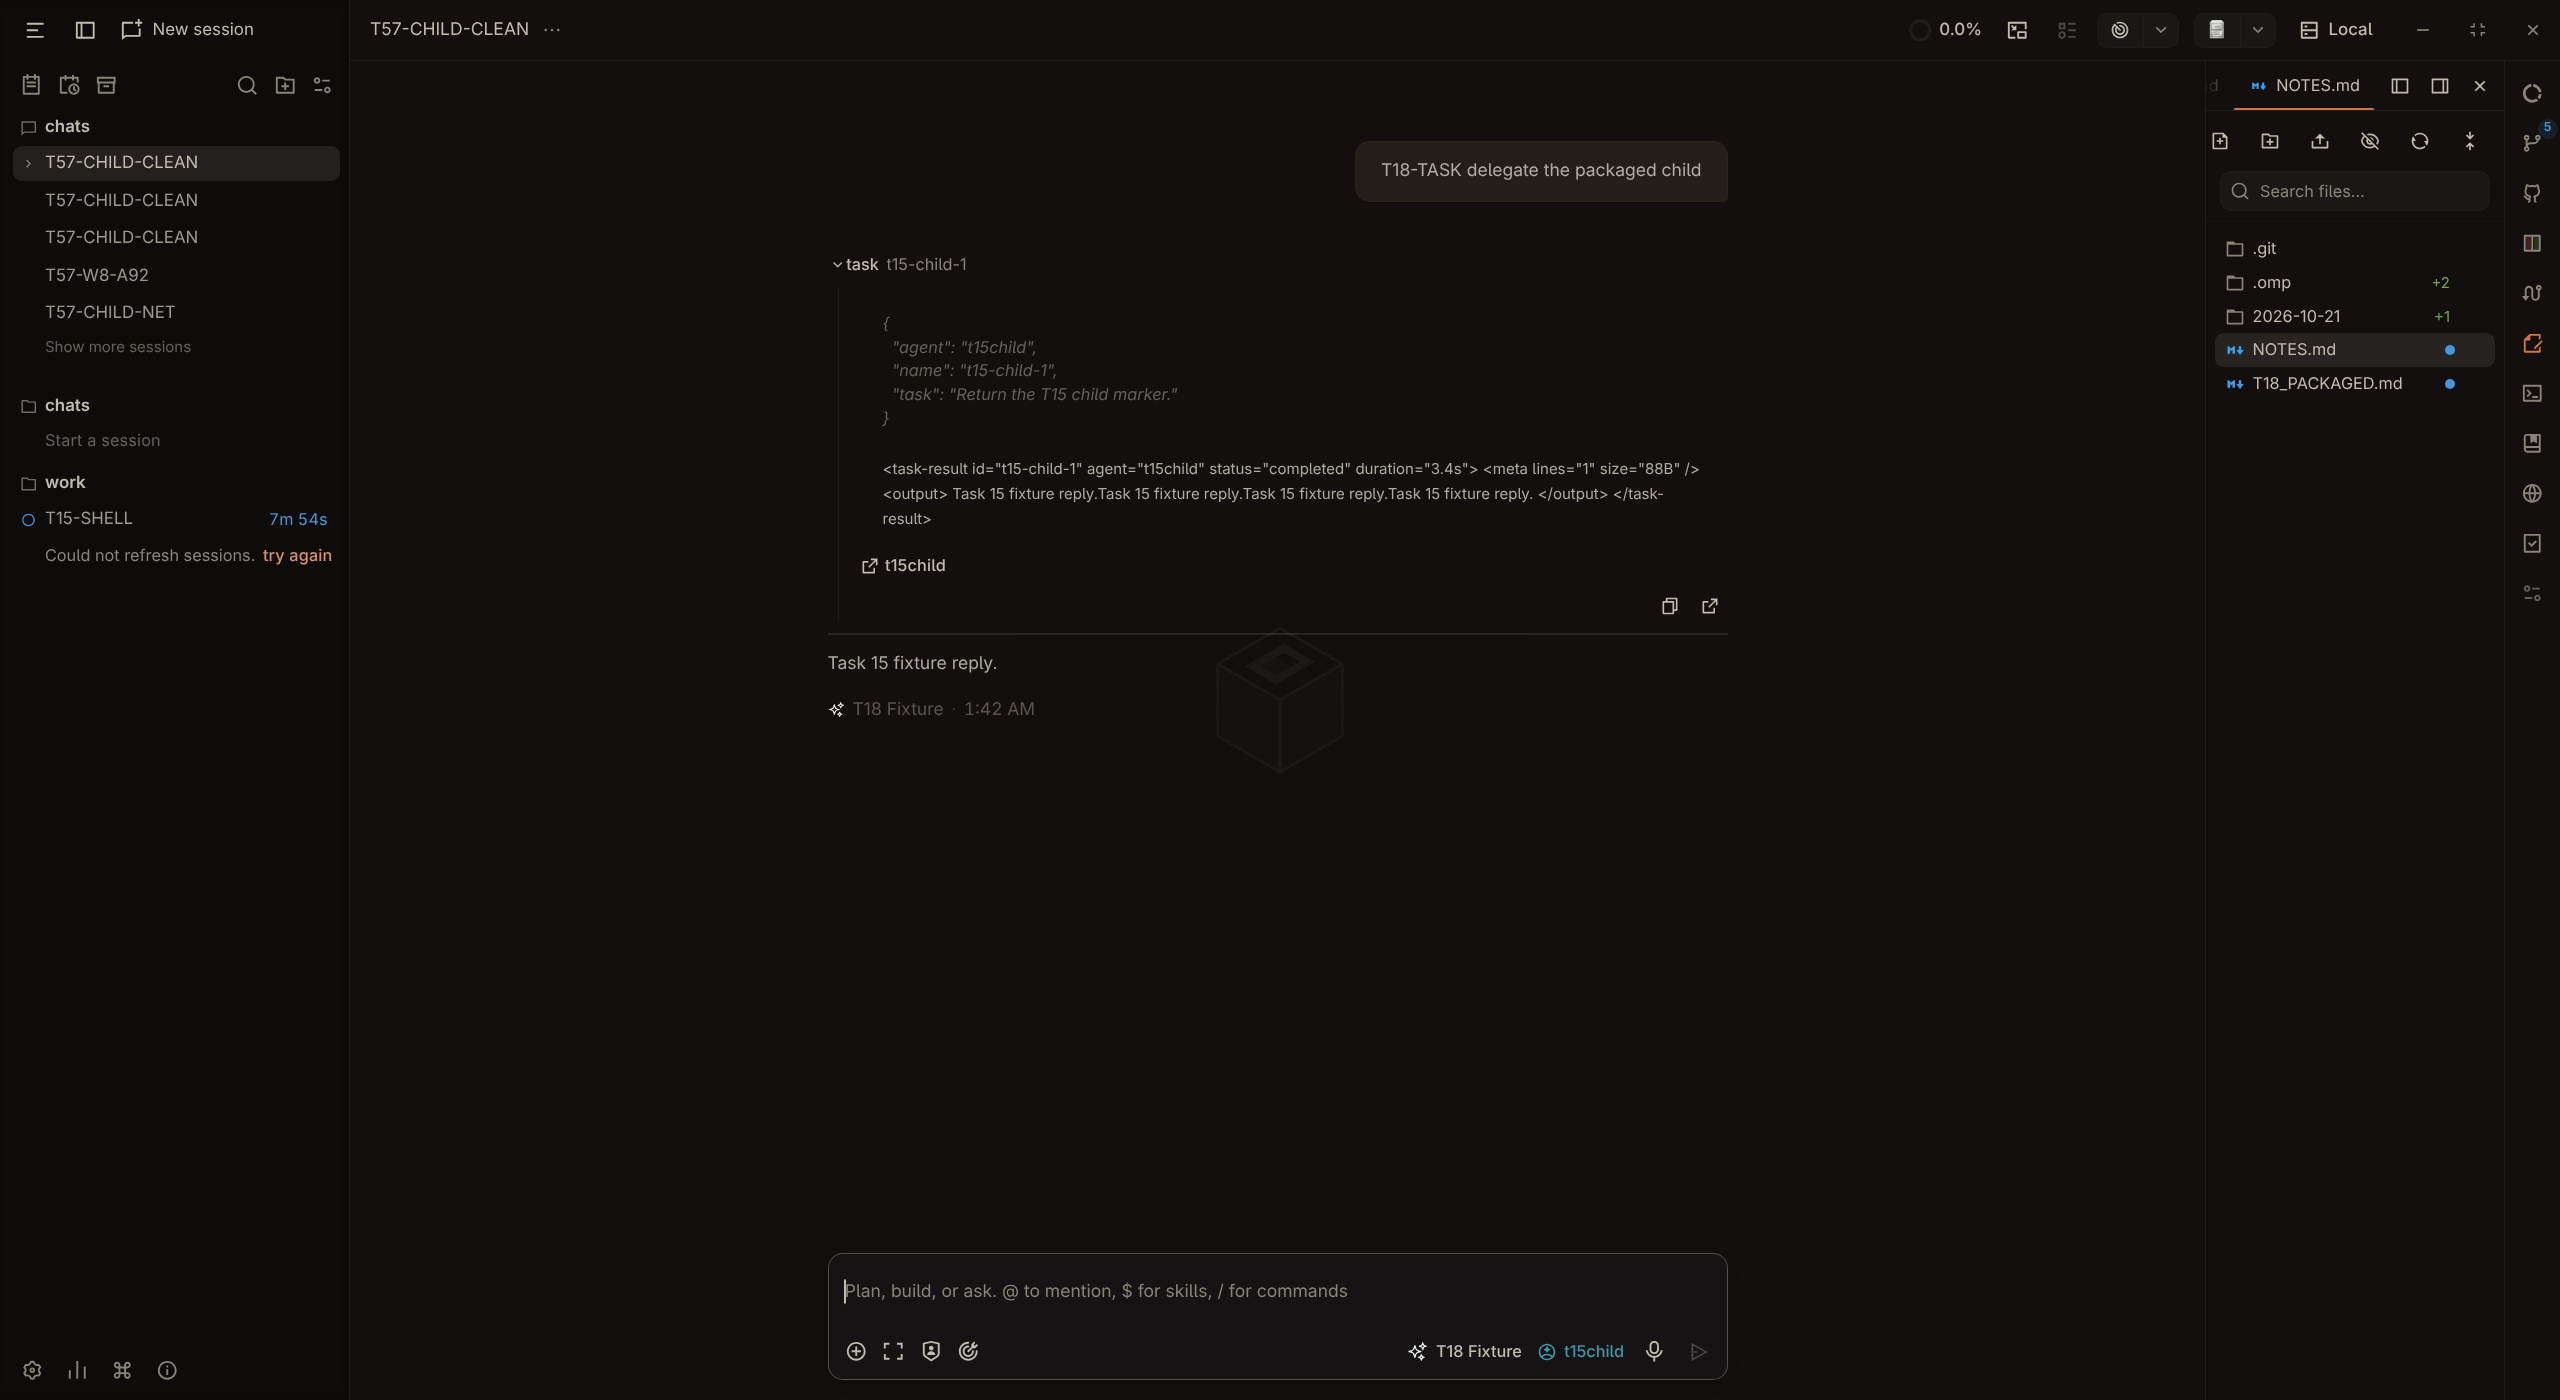 New session
T57-CHILD-CLEAN
0.0%
Local
chats
T57-CHILD-CLEAN
T57-CHILD-CLEAN
T57-CHILD-CLEAN
T57-W8-A92
T57-CHILD-NET
Show more sessions
chats
Start a session
work
T15-SHELL 7m 54s
Could not refresh sessions. try again
T18-TASK delegate the packaged child
task t15-child-1
{
"agent": "t15child",
"name": "t15-child-1",
"task": "Return the T15 child marker."
}
<task-result id="t15-child-1" agent="t15child" status="completed" duration="3.4s"> <meta lines="1" size="88B" />
<output> Task 15 fixture reply.Task 15 fixture reply.Task 15 fixture reply.Task 15 fixture reply. </output> </task-
result>
t15child
Task 15 fixture reply.
T18 Fixture · 1:42 AM
Plan, build, or ask. @ to mention, $ for skills, / for commands
T18 Fixture
t15child
d
NOTES.md
Search files...
.git
.omp +2
2026-10-21 +1
NOTES.md
T18_PACKAGED.md
5